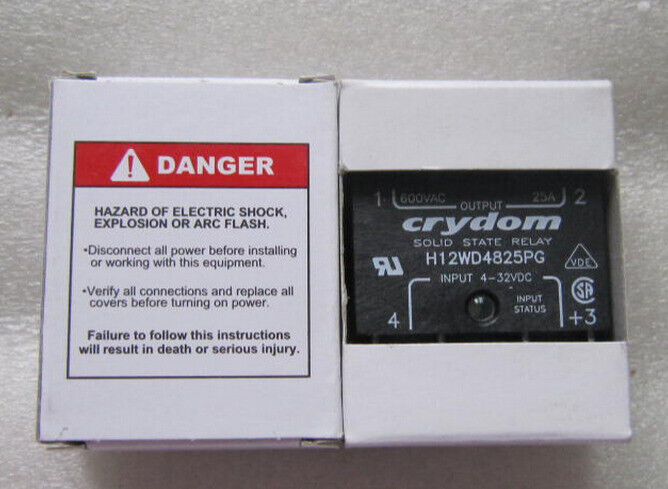 DANGER
HAZARD OF ELECTRIC SHOCK,
EXPLOSION OR ARC FLASH.
•Disconnect all power before installing
or working with this equipment.
•Verify all connections and replace all
covers before turning on power.
Failure to follow this instructions
will result in death or serious injury.
1 600VAC 25A 2
OUTPUT
crydom
SOLID STATE RELAY
H12WD4825PG
VDE
INPUT 4-32VDC
INPUT
STATUS
SA
4 +3